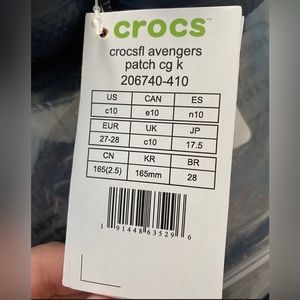 crocs™
crocsfl avengers
patch cg k
206740-410
US CAN ES
c10 e10 n10
EUR UK JP
27-28 c10 17.5
CN KR BR
165(2.5) 165mm 28
1 91448 63529 6